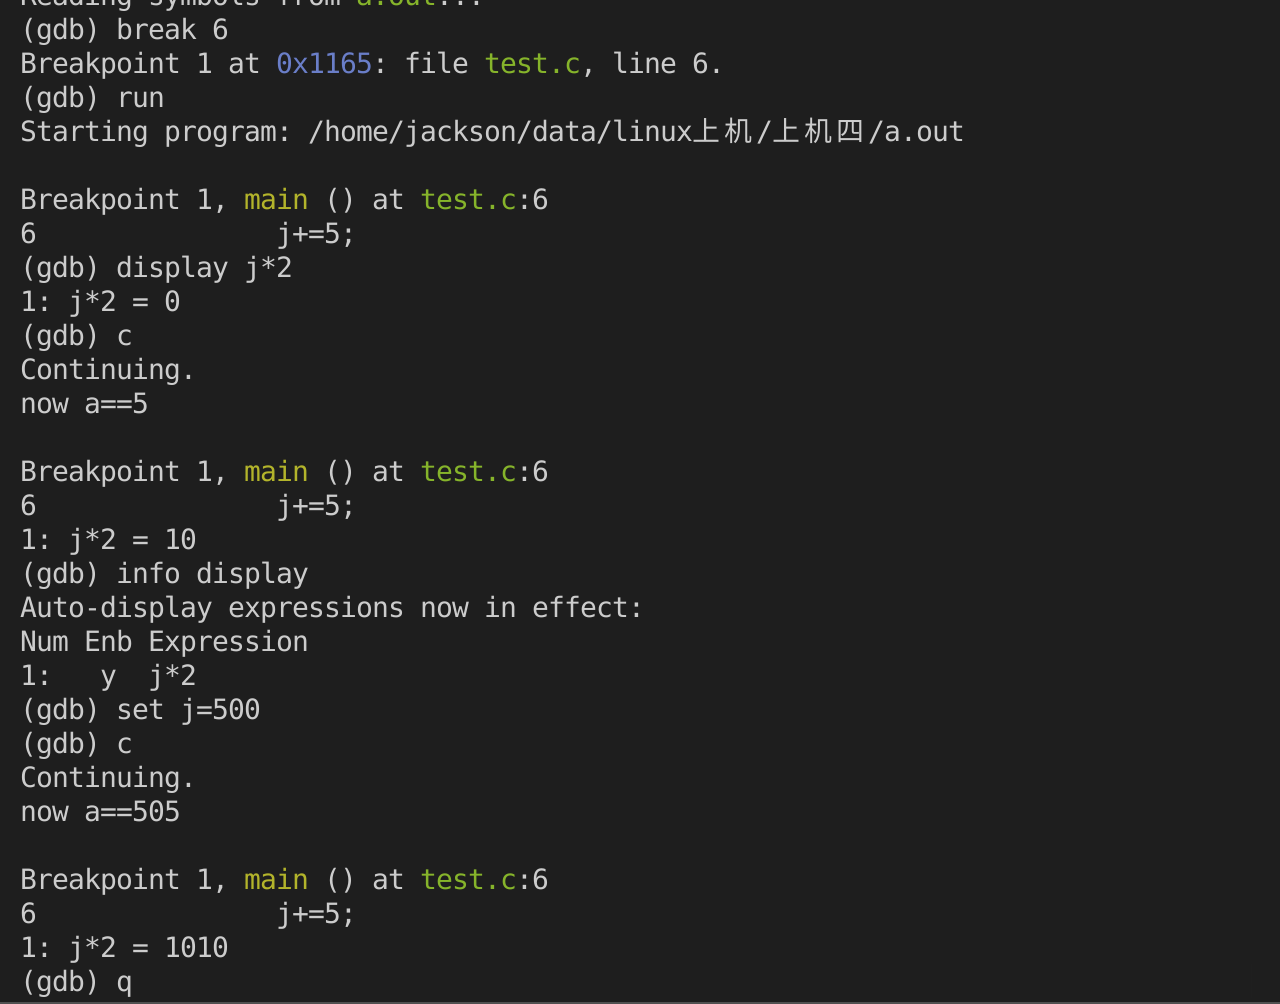 Reading symbols from a.out...
(gdb) break 6
Breakpoint 1 at 0x1165: file test.c, line 6.
(gdb) run
Starting program: /home/jackson/data/linux上机/上机四/a.out
Breakpoint 1, main () at test.c:6
6               j+=5;
(gdb) display j*2
1: j*2 = 0
(gdb) c
Continuing.
now a==5
Breakpoint 1, main () at test.c:6
6               j+=5;
1: j*2 = 10
(gdb) info display
Auto-display expressions now in effect:
Num Enb Expression
1:   y  j*2
(gdb) set j=500
(gdb) c
Continuing.
now a==505
Breakpoint 1, main () at test.c:6
6               j+=5;
1: j*2 = 1010
(gdb) q